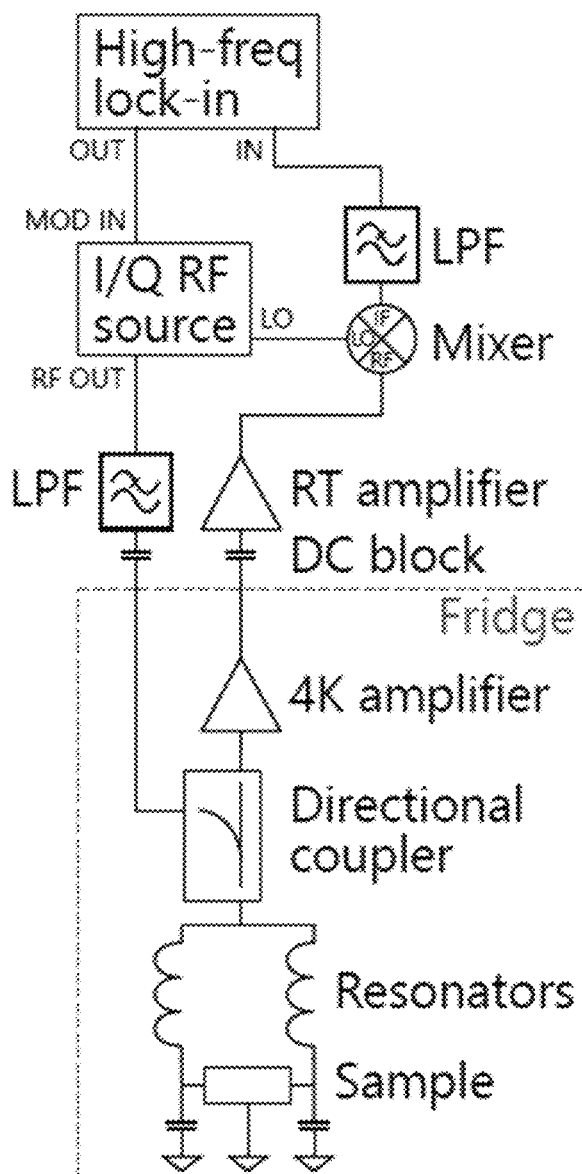 High-freq
lock-in
OUT
IN
MOD IN
LPF
I/Q RF
source
LO
IF
LO
RF
Mixer
RF OUT
LPF
RT amplifier
DC block
Fridge
4K amplifier
Directional
coupler
Resonators
Sample